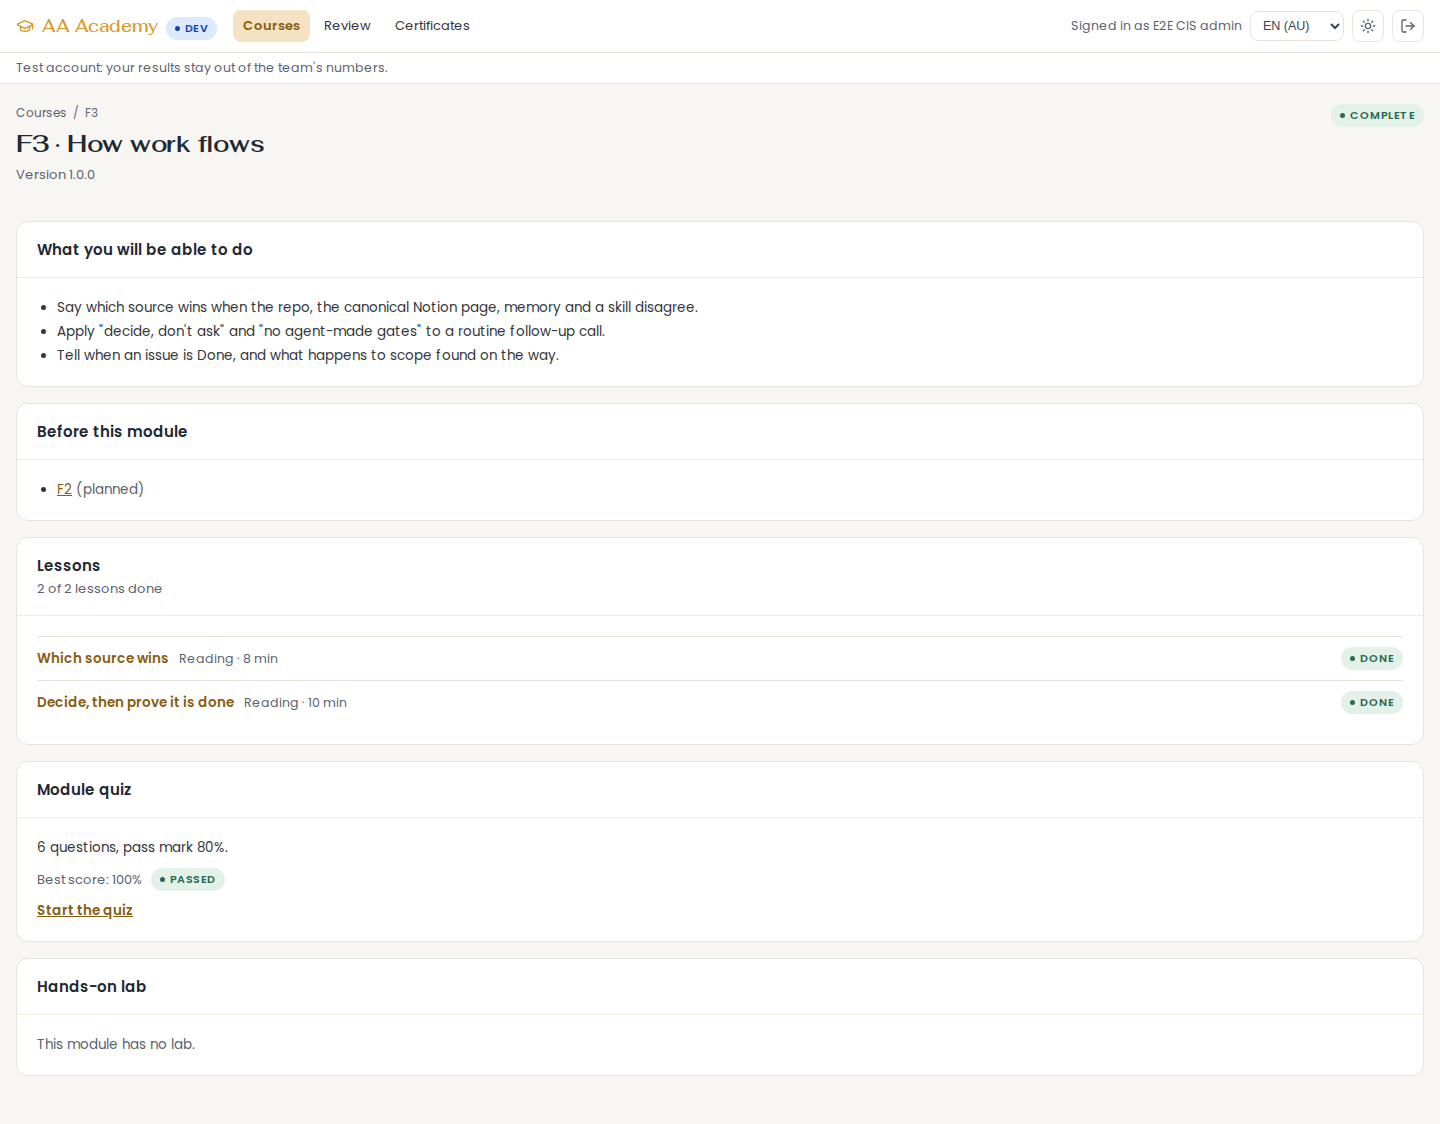 AA Academy
DEV
Courses
Review
Certificates
Signed in as E2E CIS admin
EN (AU)
Test account: your results stay out of the team's numbers.
Courses / F3
COMPLETE
F3 · How work flows
Version 1.0.0
What you will be able to do
Say which source wins when the repo, the canonical Notion page, memory and a skill disagree.
Apply "decide, don't ask" and "no agent-made gates" to a routine follow-up call.
Tell when an issue is Done, and what happens to scope found on the way.
Before this module
F2 (planned)
Lessons
2 of 2 lessons done
Which source wins Reading · 8 min
DONE
Decide, then prove it is done Reading · 10 min
DONE
Module quiz
6 questions, pass mark 80%.
Best score: 100% PASSED
Start the quiz
Hands-on lab
This module has no lab.